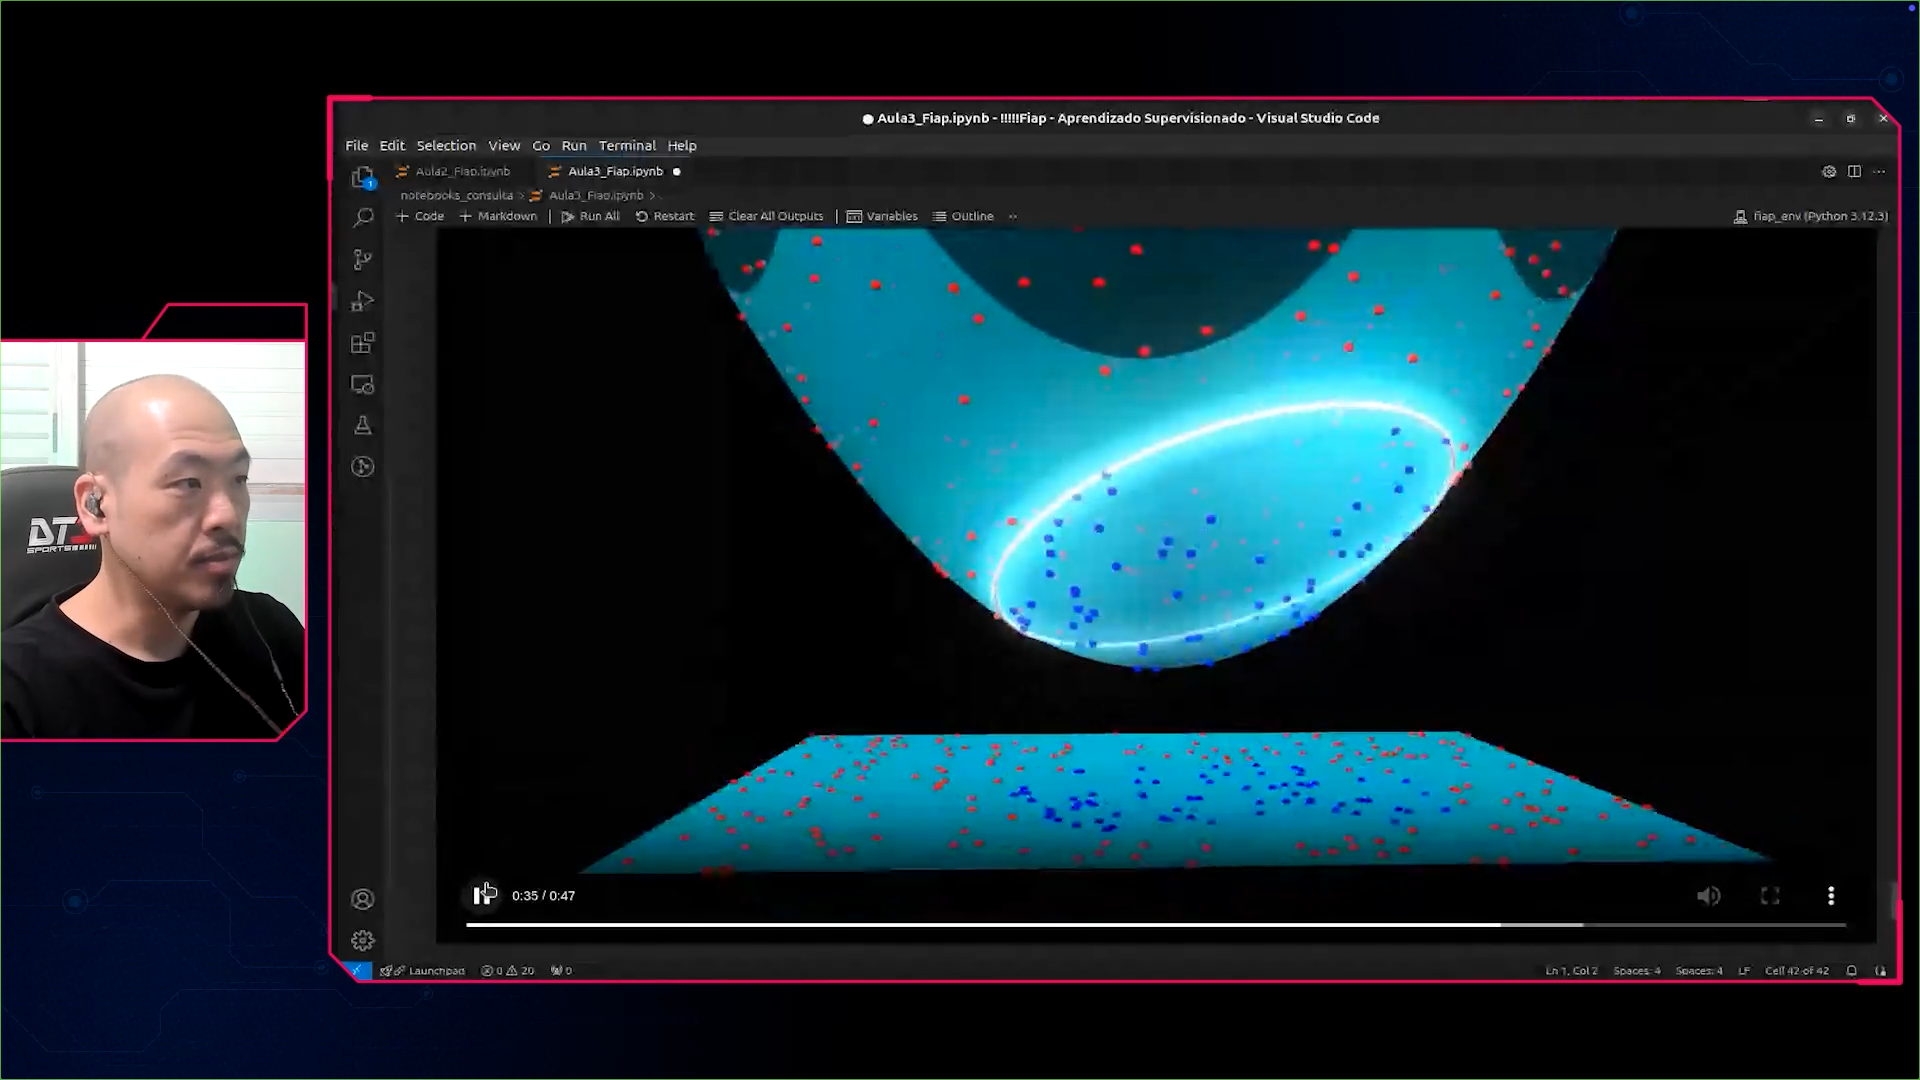 Aula3_Fiap.ipynb - !!!!!Fiap - Aprendizado Supervisionado - Visual Studio Code
File Edit Selection View Go Run Terminal Help
Aula2_Fiap.ipynb Aula3_Fiap.ipynb
1
notebooks_consulta > Aula3_Fiap.ipynb >
+ Code + Markdown | Run All Restart Clear All Outputs | Variables Outline ··· fiap_env (Python 3.12.3)
DT3
SPORTS
0:35 / 0:47
Launchpad 0 20 0 Ln 1, Col 2 Spaces: 4 Spaces: 4 LF Cell 42 of 42